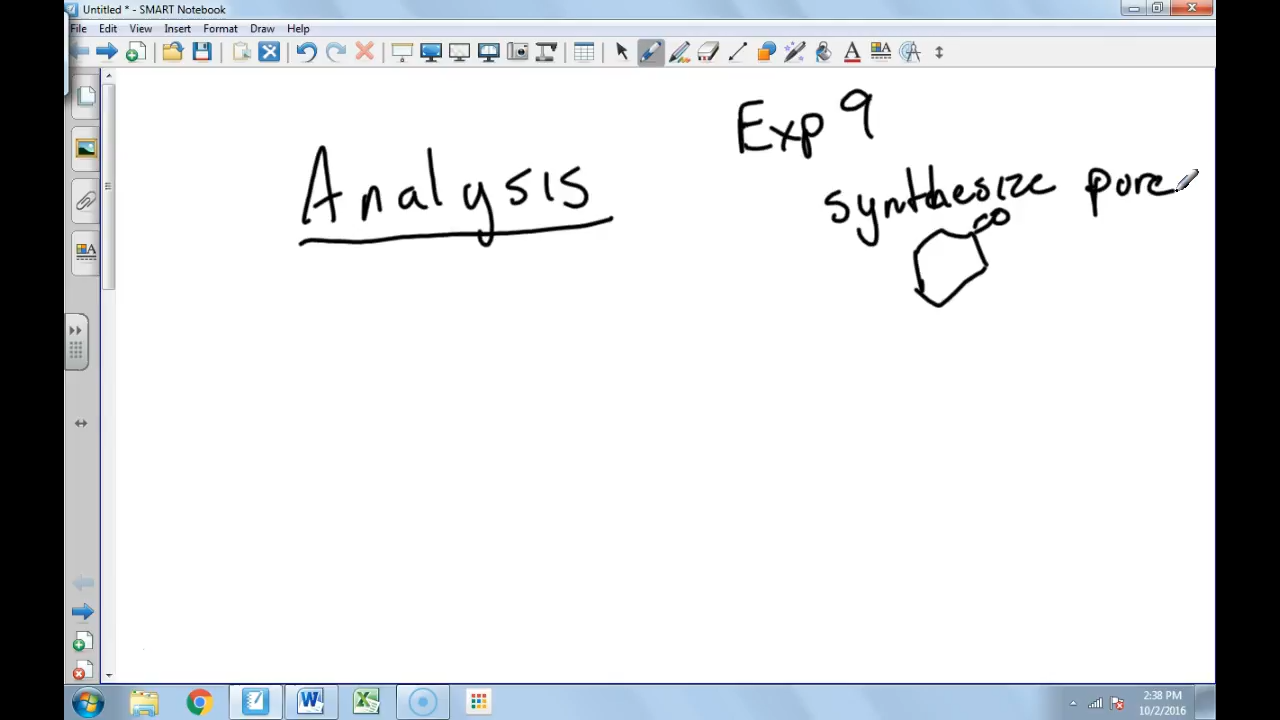 Untitled * - SMART Notebook
File Edit View Insert Format Draw Help
Exp 9
Analysis
synthesize pure
O
2:38 PM
10/2/2016